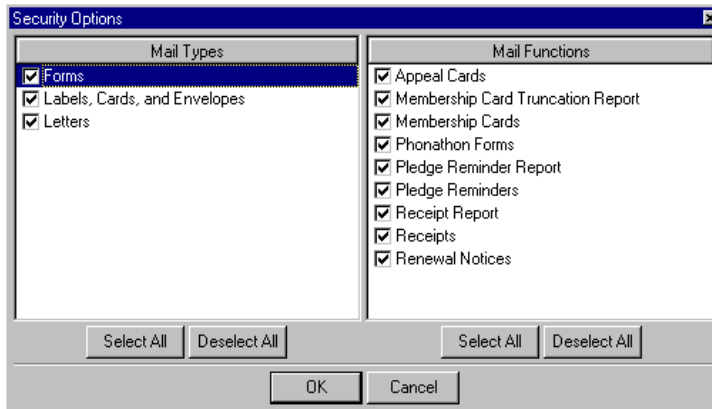 Security Options
Mail Types
Forms
Labels, Cards, and Envelopes
Letters
Select All
Deselect All
Mail Functions
Appeal Cards
Membership Card Truncation Report
Membership Cards
Phonathon Forms
Pledge Reminder Report
Pledge Reminders
Receipt Report
Receipts
Renewal Notices
Select All
Deselect All
OK
Cancel